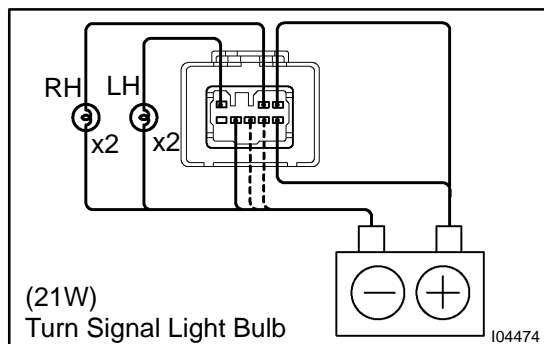 RH LH
x2 x2
(21W)
Turn Signal Light Bulb
I04474